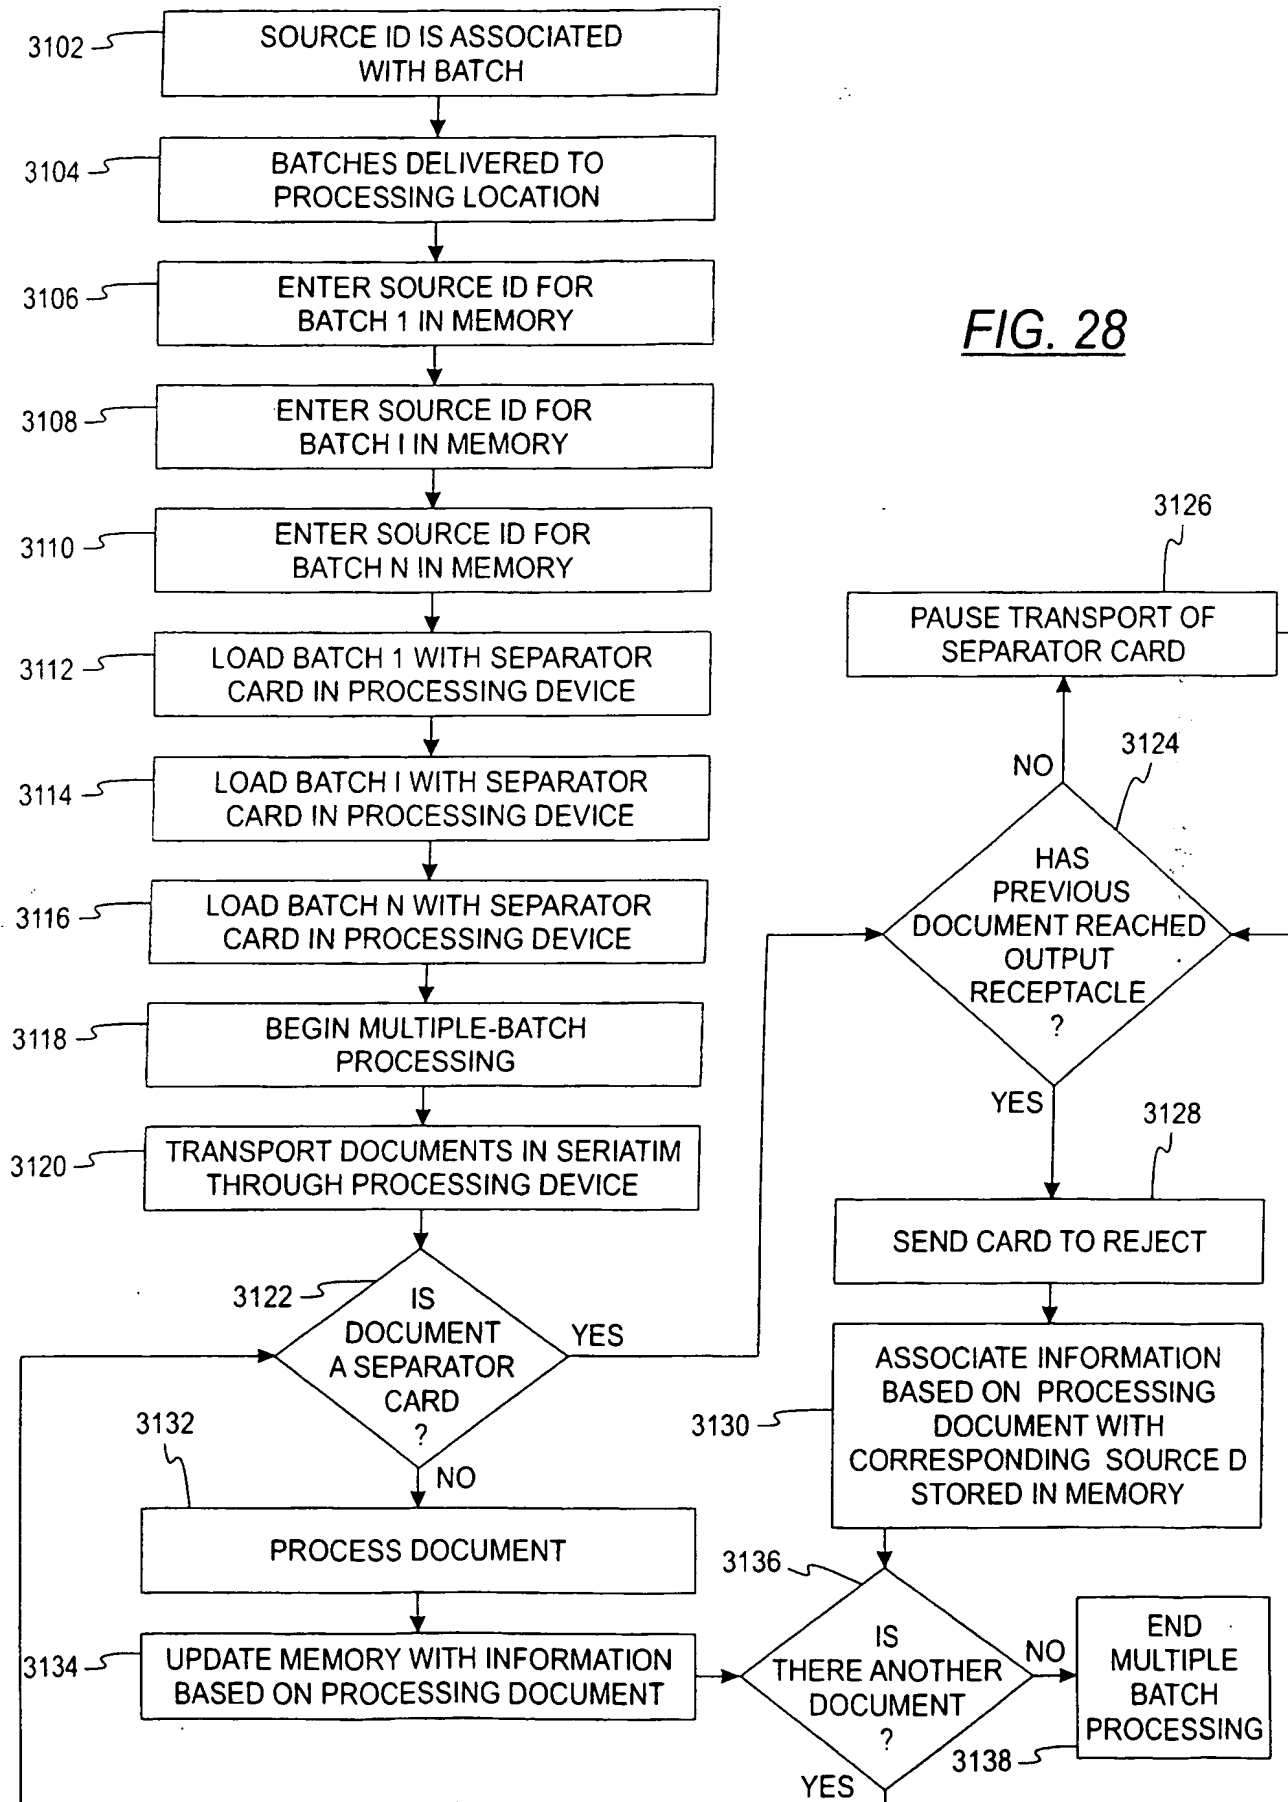 3102
SOURCE ID IS ASSOCIATED
WITH BATCH
3104
BATCHES DELIVERED TO
PROCESSING LOCATION
3106
ENTER SOURCE ID FOR
BATCH 1 IN MEMORY
FIG. 28
3108
ENTER SOURCE ID FOR
BATCH I IN MEMORY
3110
ENTER SOURCE ID FOR
BATCH N IN MEMORY
3112
LOAD BATCH 1 WITH SEPARATOR
CARD IN PROCESSING DEVICE
3114
LOAD BATCH I WITH SEPARATOR
CARD IN PROCESSING DEVICE
3116
LOAD BATCH N WITH SEPARATOR
CARD IN PROCESSING DEVICE
3118
BEGIN MULTIPLE-BATCH
PROCESSING
3120
TRANSPORT DOCUMENTS IN SERIATIM
THROUGH PROCESSING DEVICE
3122
IS
DOCUMENT
A SEPARATOR
CARD
?
YES
NO
3132
PROCESS DOCUMENT
3134
UPDATE MEMORY WITH INFORMATION
BASED ON PROCESSING DOCUMENT
3126
PAUSE TRANSPORT OF
SEPARATOR CARD
NO
3124
HAS
PREVIOUS
DOCUMENT REACHED
OUTPUT
RECEPTACLE
?
YES
3128
SEND CARD TO REJECT
3130
ASSOCIATE INFORMATION
BASED ON PROCESSING
DOCUMENT WITH
CORRESPONDING SOURCE D
STORED IN MEMORY
3136
IS
THERE ANOTHER
DOCUMENT
?
NO
YES
END
MULTIPLE
BATCH
PROCESSING
3138